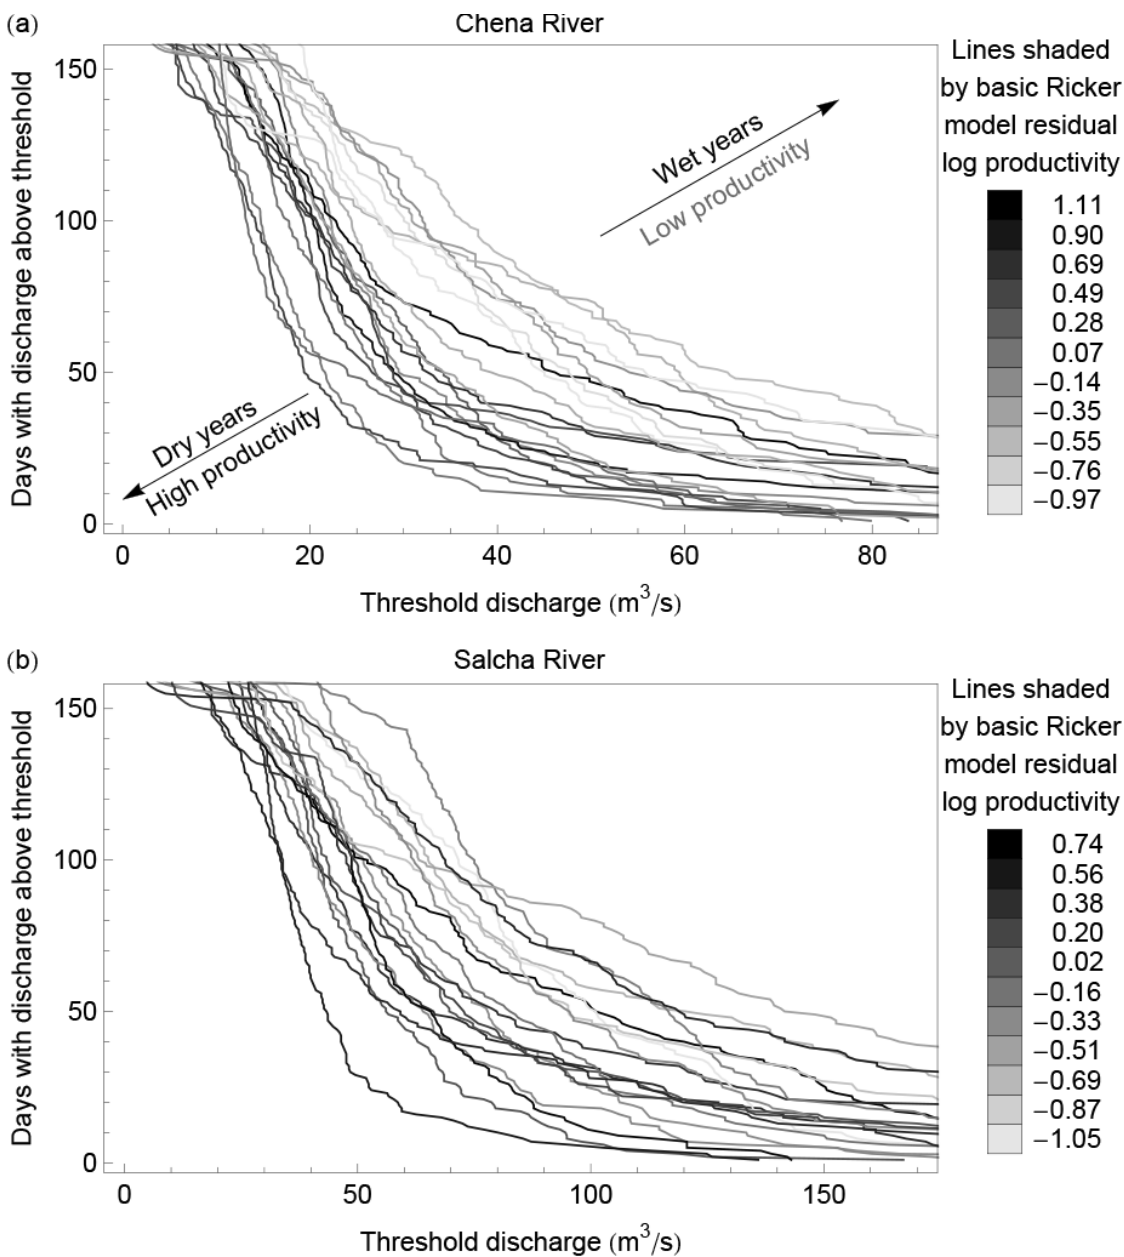 (a)
Chena River
Days with discharge above threshold
150
100
50
0
0 20 40 60 80
Threshold discharge (m³/s)
Wet years
Low productivity
Dry years
High productivity
Lines shaded
by basic Ricker
model residual
log productivity
1.11
0.90
0.69
0.49
0.28
0.07
−0.14
−0.35
−0.55
−0.76
−0.97
(b)
Salcha River
Days with discharge above threshold
150
100
50
0
0 50 100 150
Threshold discharge (m³/s)
Lines shaded
by basic Ricker
model residual
log productivity
0.74
0.56
0.38
0.20
0.02
−0.16
−0.33
−0.51
−0.69
−0.87
−1.05